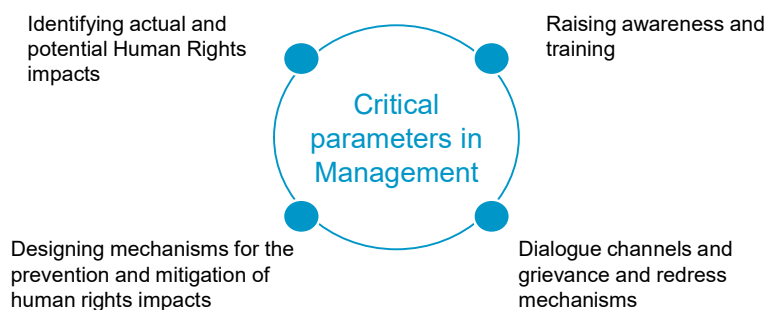 Identifying actual and
potential Human Rights
impacts
Raising awareness and
training
Critical
parameters in
Management
Designing mechanisms for the
prevention and mitigation of
human rights impacts
Dialogue channels and
grievance and redress
mechanisms